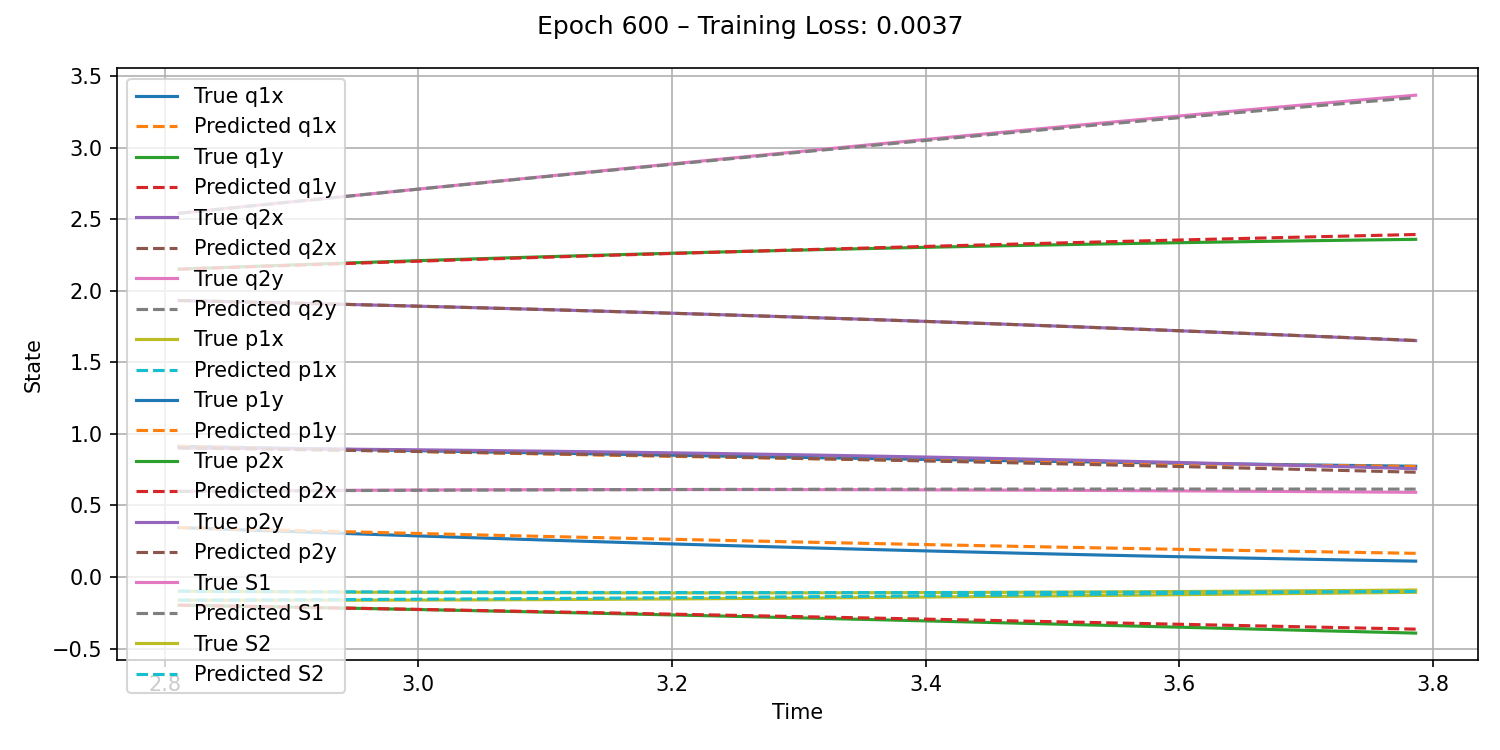 Epoch 600 – Training Loss: 0.0037
3.5
3.0
2.5
2.0
1.5
1.0
0.5
0.0
−0.5
State
True q1x
Predicted q1x
True q1y
Predicted q1y
True q2x
Predicted q2x
True q2y
Predicted q2y
True p1x
Predicted p1x
True p1y
Predicted p1y
True p2x
Predicted p2x
True p2y
Predicted p2y
True S1
Predicted S1
True S2
Predicted S2
2.8 3.0 3.2 3.4 3.6 3.8
Time